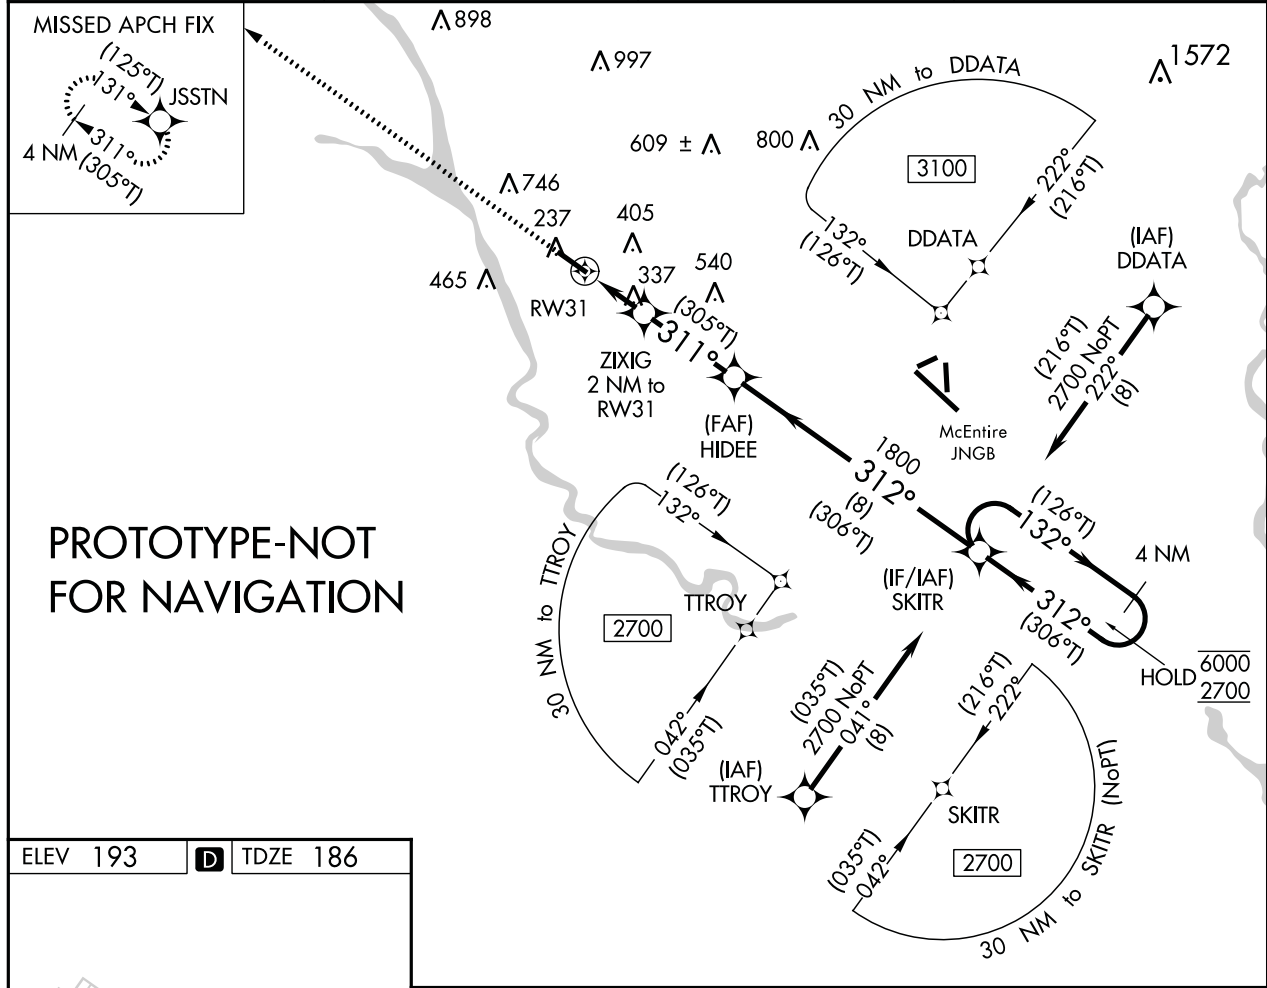 MISSED APCH FIX
(125°T)
131°
JSSTN
311°
4 NM
(305°T)
898
997
1572
609 ±
800
746
237
405
465
337
540
RW31
ZIXIG
2 NM to
RW31
(305°T)
311°
(FAF)
HIDEE
30 NM to DDATA
3100
222°
(216°T)
132°
(126°T)
DDATA
(IAF)
DDATA
(216°T)
2700 NoPT
222°
(8)
McEntire
JNGB
1800
312°
(8)
(306°T)
(126°T)
132°
4 NM
(IF/IAF)
SKITR
312°
(306°T)
HOLD
6000
2700
PROTOTYPE-NOT
FOR NAVIGATION
30 NM to TTROY
(126°T)
132°
TTROY
2700
042°
(035°T)
(035°T)
2700 NoPT
041°
(8)
(IAF)
TTROY
(216°T)
222°
SKITR
2700
(035°T)
042°
30 NM to SKITR (NoPT)
ELEV 193 D TDZE 186